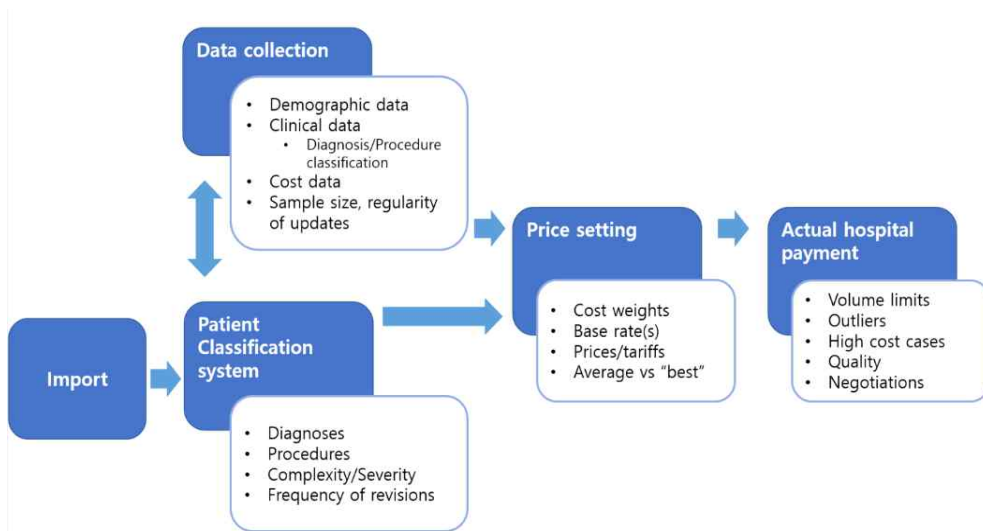 Data collection
• Demographic data
• Clinical data
• Diagnosis/Procedure
classification
• Cost data
• Sample size, regularity
of updates
Import
Patient
Classification
system
• Diagnoses
• Procedures
• Complexity/Severity
• Frequency of revisions
Price setting
• Cost weights
• Base rate(s)
• Prices/tariffs
• Average vs “best”
Actual hospital
payment
• Volume limits
• Outliers
• High cost cases
• Quality
• Negotiations